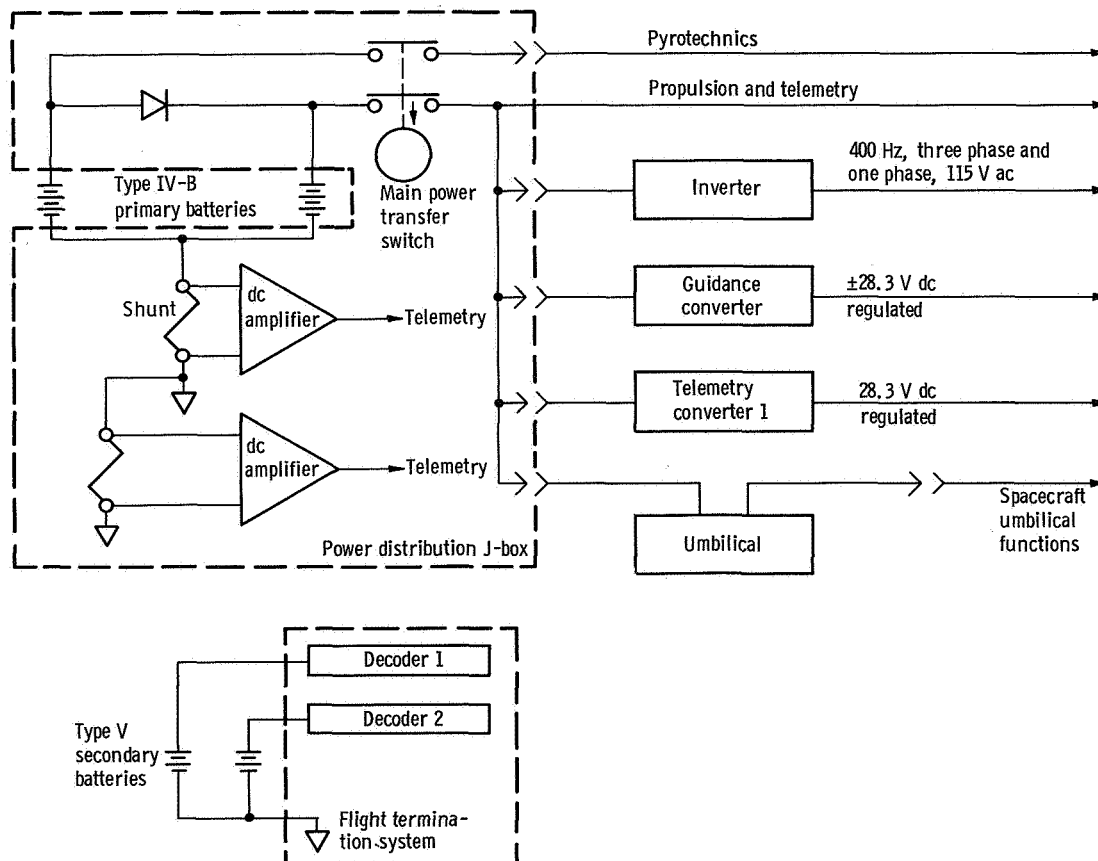 Pyrotechnics
Propulsion and telemetry
Type IV-B
primary batteries
Main power
transfer
switch
Inverter
400 Hz, three phase and
one phase, 115 V ac
Shunt
dc
amplifier
Telemetry
Guidance
converter
±28.3 V dc
regulated
Telemetry
converter 1
28.3 V dc
regulated
dc
amplifier
Telemetry
Power distribution J-box
Umbilical
Spacecraft
umbilical
functions
Decoder 1
Decoder 2
Type V
secondary
batteries
Flight termina-
tion system